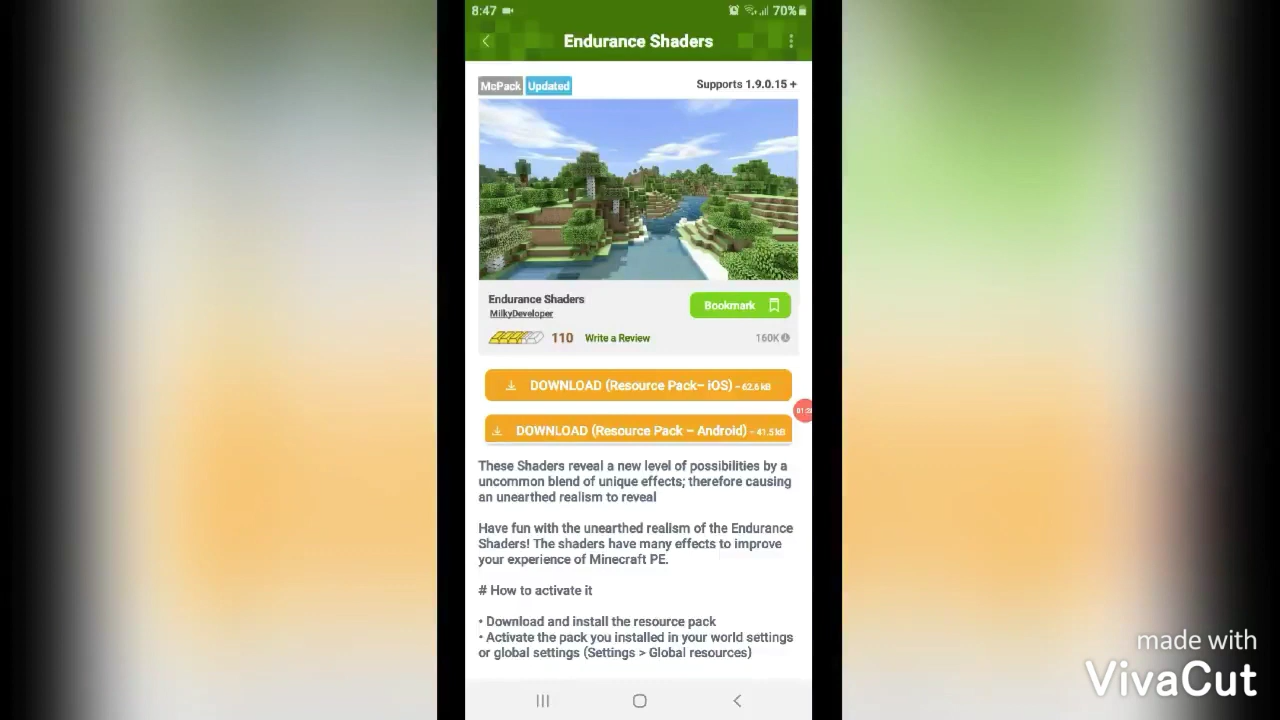 8:47
70%
Endurance Shaders
McPack Updated Supports 1.9.0.15 +
Endurance Shaders
MilkyDeveloper
Bookmark
110 Write a Review 160K
DOWNLOAD (Resource Pack– iOS) - 62.6 kB
DOWNLOAD (Resource Pack – Android) - 41.5 kB
These Shaders reveal a new level of possibilities by a
uncommon blend of unique effects; therefore causing
an unearthed realism to reveal
Have fun with the unearthed realism of the Endurance
Shaders! The shaders have many effects to improve
your experience of Minecraft PE.
# How to activate it
• Download and install the resource pack
• Activate the pack you installed in your world settings
or global settings (Settings > Global resources)
made with
VivaCut